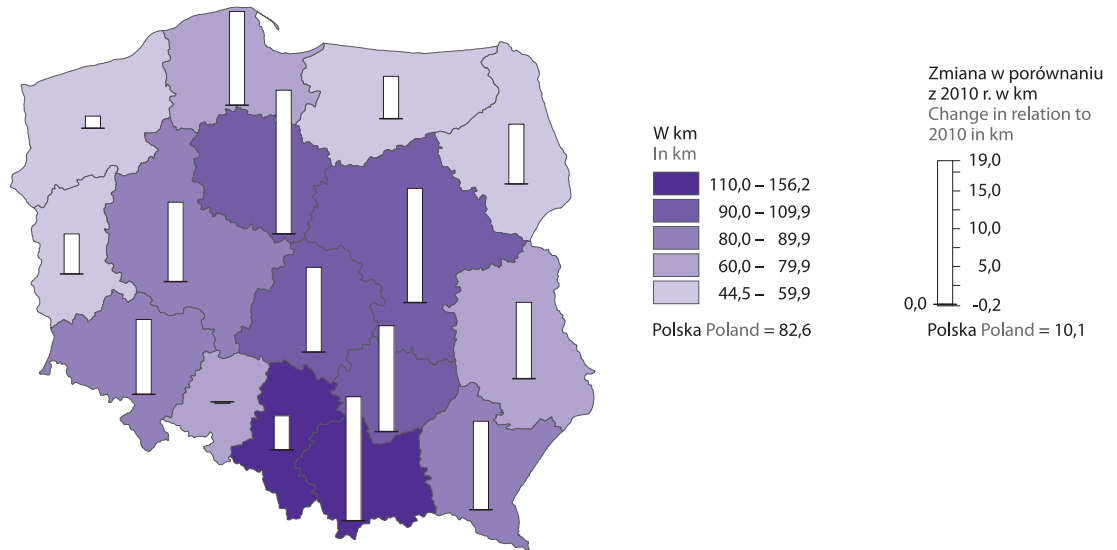 W km
In km
110,0 – 156,2
90,0 – 109,9
80,0 – 89,9
60,0 – 79,9
44,5 – 59,9
Polska Poland = 82,6
Zmiana w porównaniu
z 2010 r. w km
Change in relation to
2010 in km
19,0
15,0
10,0
5,0
0,0 -0,2
Polska Poland = 10,1